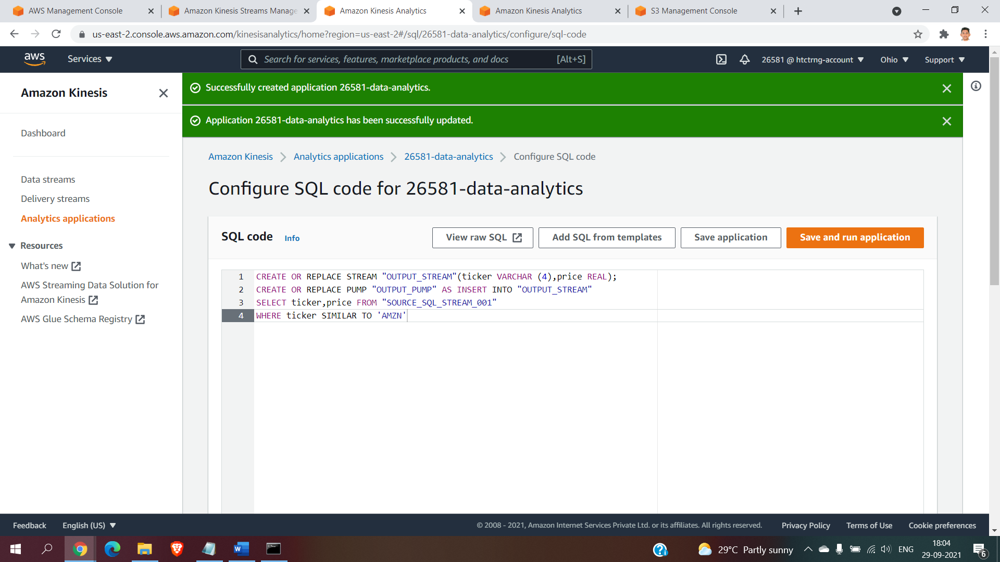 AWS Management Console
Amazon Kinesis Streams Manage
Amazon Kinesis Analytics
Amazon Kinesis Analytics
S3 Management Console
us-east-2.console.aws.amazon.com/kinesisanalytics/home?region=us-east-2#/sql/26581-data-analytics/configure/sql-code
aws
Services
Search for services, features, marketplace products, and docs
[Alt+S]
26581 @ htctrng-account
Ohio
Support
Amazon Kinesis
Dashboard
Data streams
Delivery streams
Analytics applications
Resources
What's new
AWS Streaming Data Solution for
Amazon Kinesis
AWS Glue Schema Registry
Successfully created application 26581-data-analytics.
Application 26581-data-analytics has been successfully updated.
Amazon Kinesis
Analytics applications
26581-data-analytics
Configure SQL code
Configure SQL code for 26581-data-analytics
SQL code Info
View raw SQL
Add SQL from templates
Save application
Save and run application
1 CREATE OR REPLACE STREAM "OUTPUT_STREAM"(ticker VARCHAR (4),price REAL);
2 CREATE OR REPLACE PUMP "OUTPUT_PUMP" AS INSERT INTO "OUTPUT_STREAM"
3 SELECT ticker,price FROM "SOURCE_SQL_STREAM_001"
4 WHERE ticker SIMILAR TO 'AMZN'
Feedback
English (US)
© 2008 - 2021, Amazon Internet Services Private Ltd. or its affiliates. All rights reserved.
Privacy Policy
Terms of Use
Cookie preferences
29°C Partly sunny
ENG
18:04
29-09-2021
6